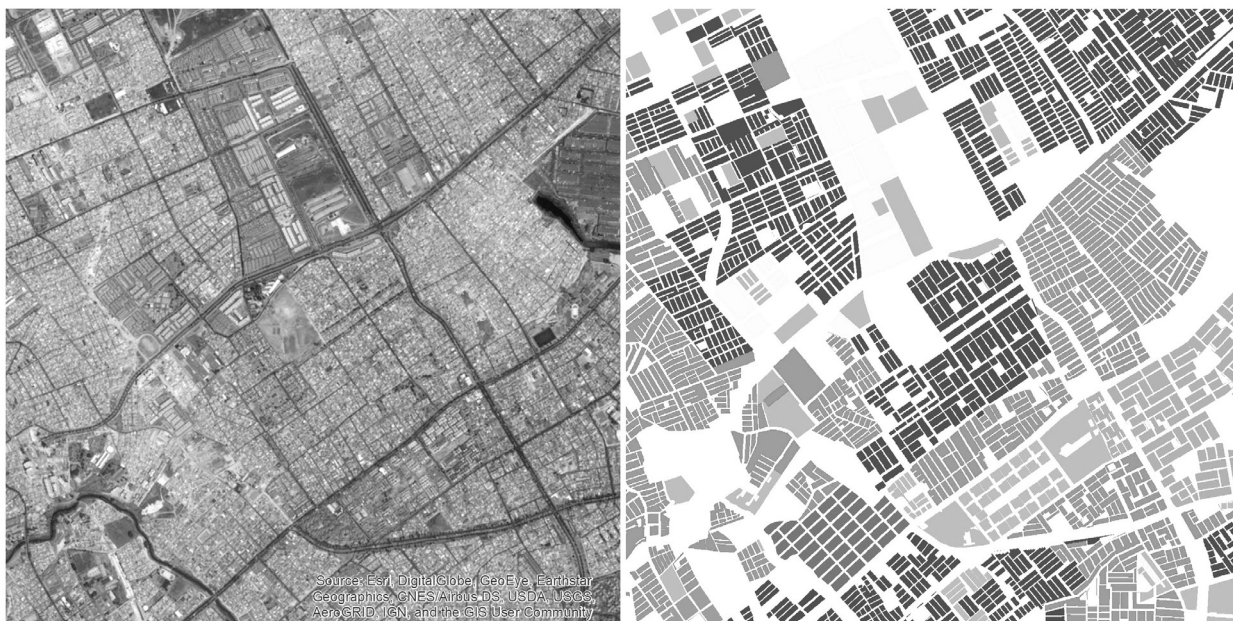 Source: Esri, DigitalGlobe, GeoEye, Earthstar
Geographics, CNES/Airbus DS, USDA, USGS,
AeroGRID, IGN, and the GIS User Community